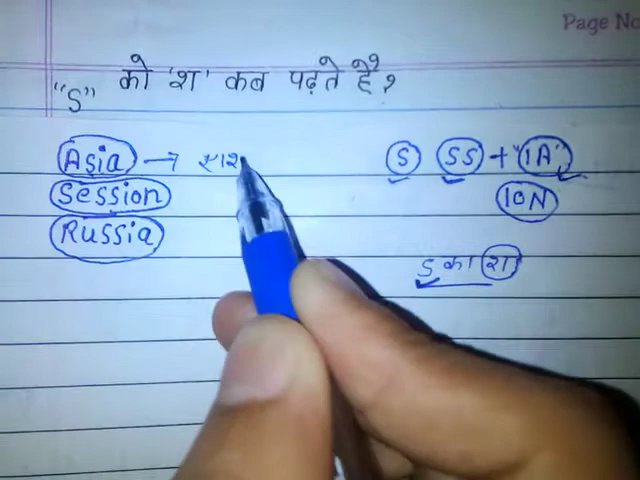 Page No
"S" को 'श' कब पढ़ते है?
Asia → S SS + "IA"
Session ION
Russia
S का श